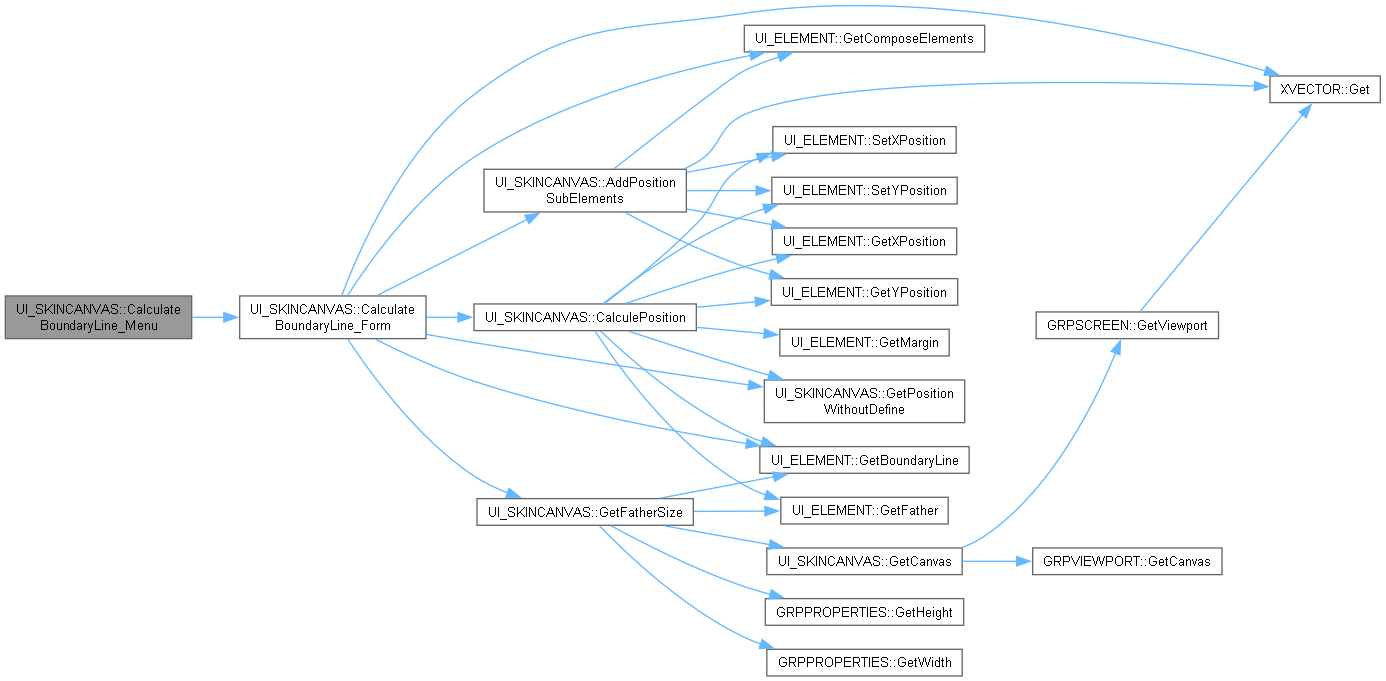 UI_SKINCANVAS::Calculate
BoundaryLine_Menu
UI_SKINCANVAS::Calculate
BoundaryLine_Form
UI_SKINCANVAS::AddPosition
SubElements
UI_SKINCANVAS::CalculePosition
UI_SKINCANVAS::GetFatherSize
UI_ELEMENT::GetComposeElements
UI_ELEMENT::SetXPosition
UI_ELEMENT::SetYPosition
UI_ELEMENT::GetXPosition
UI_ELEMENT::GetYPosition
UI_ELEMENT::GetMargin
UI_SKINCANVAS::GetPosition
WithoutDefine
UI_ELEMENT::GetBoundaryLine
UI_ELEMENT::GetFather
UI_SKINCANVAS::GetCanvas
GRPPROPERTIES::GetHeight
GRPPROPERTIES::GetWidth
GRPSCREEN::GetViewport
GRPVIEWPORT::GetCanvas
XVECTOR::Get